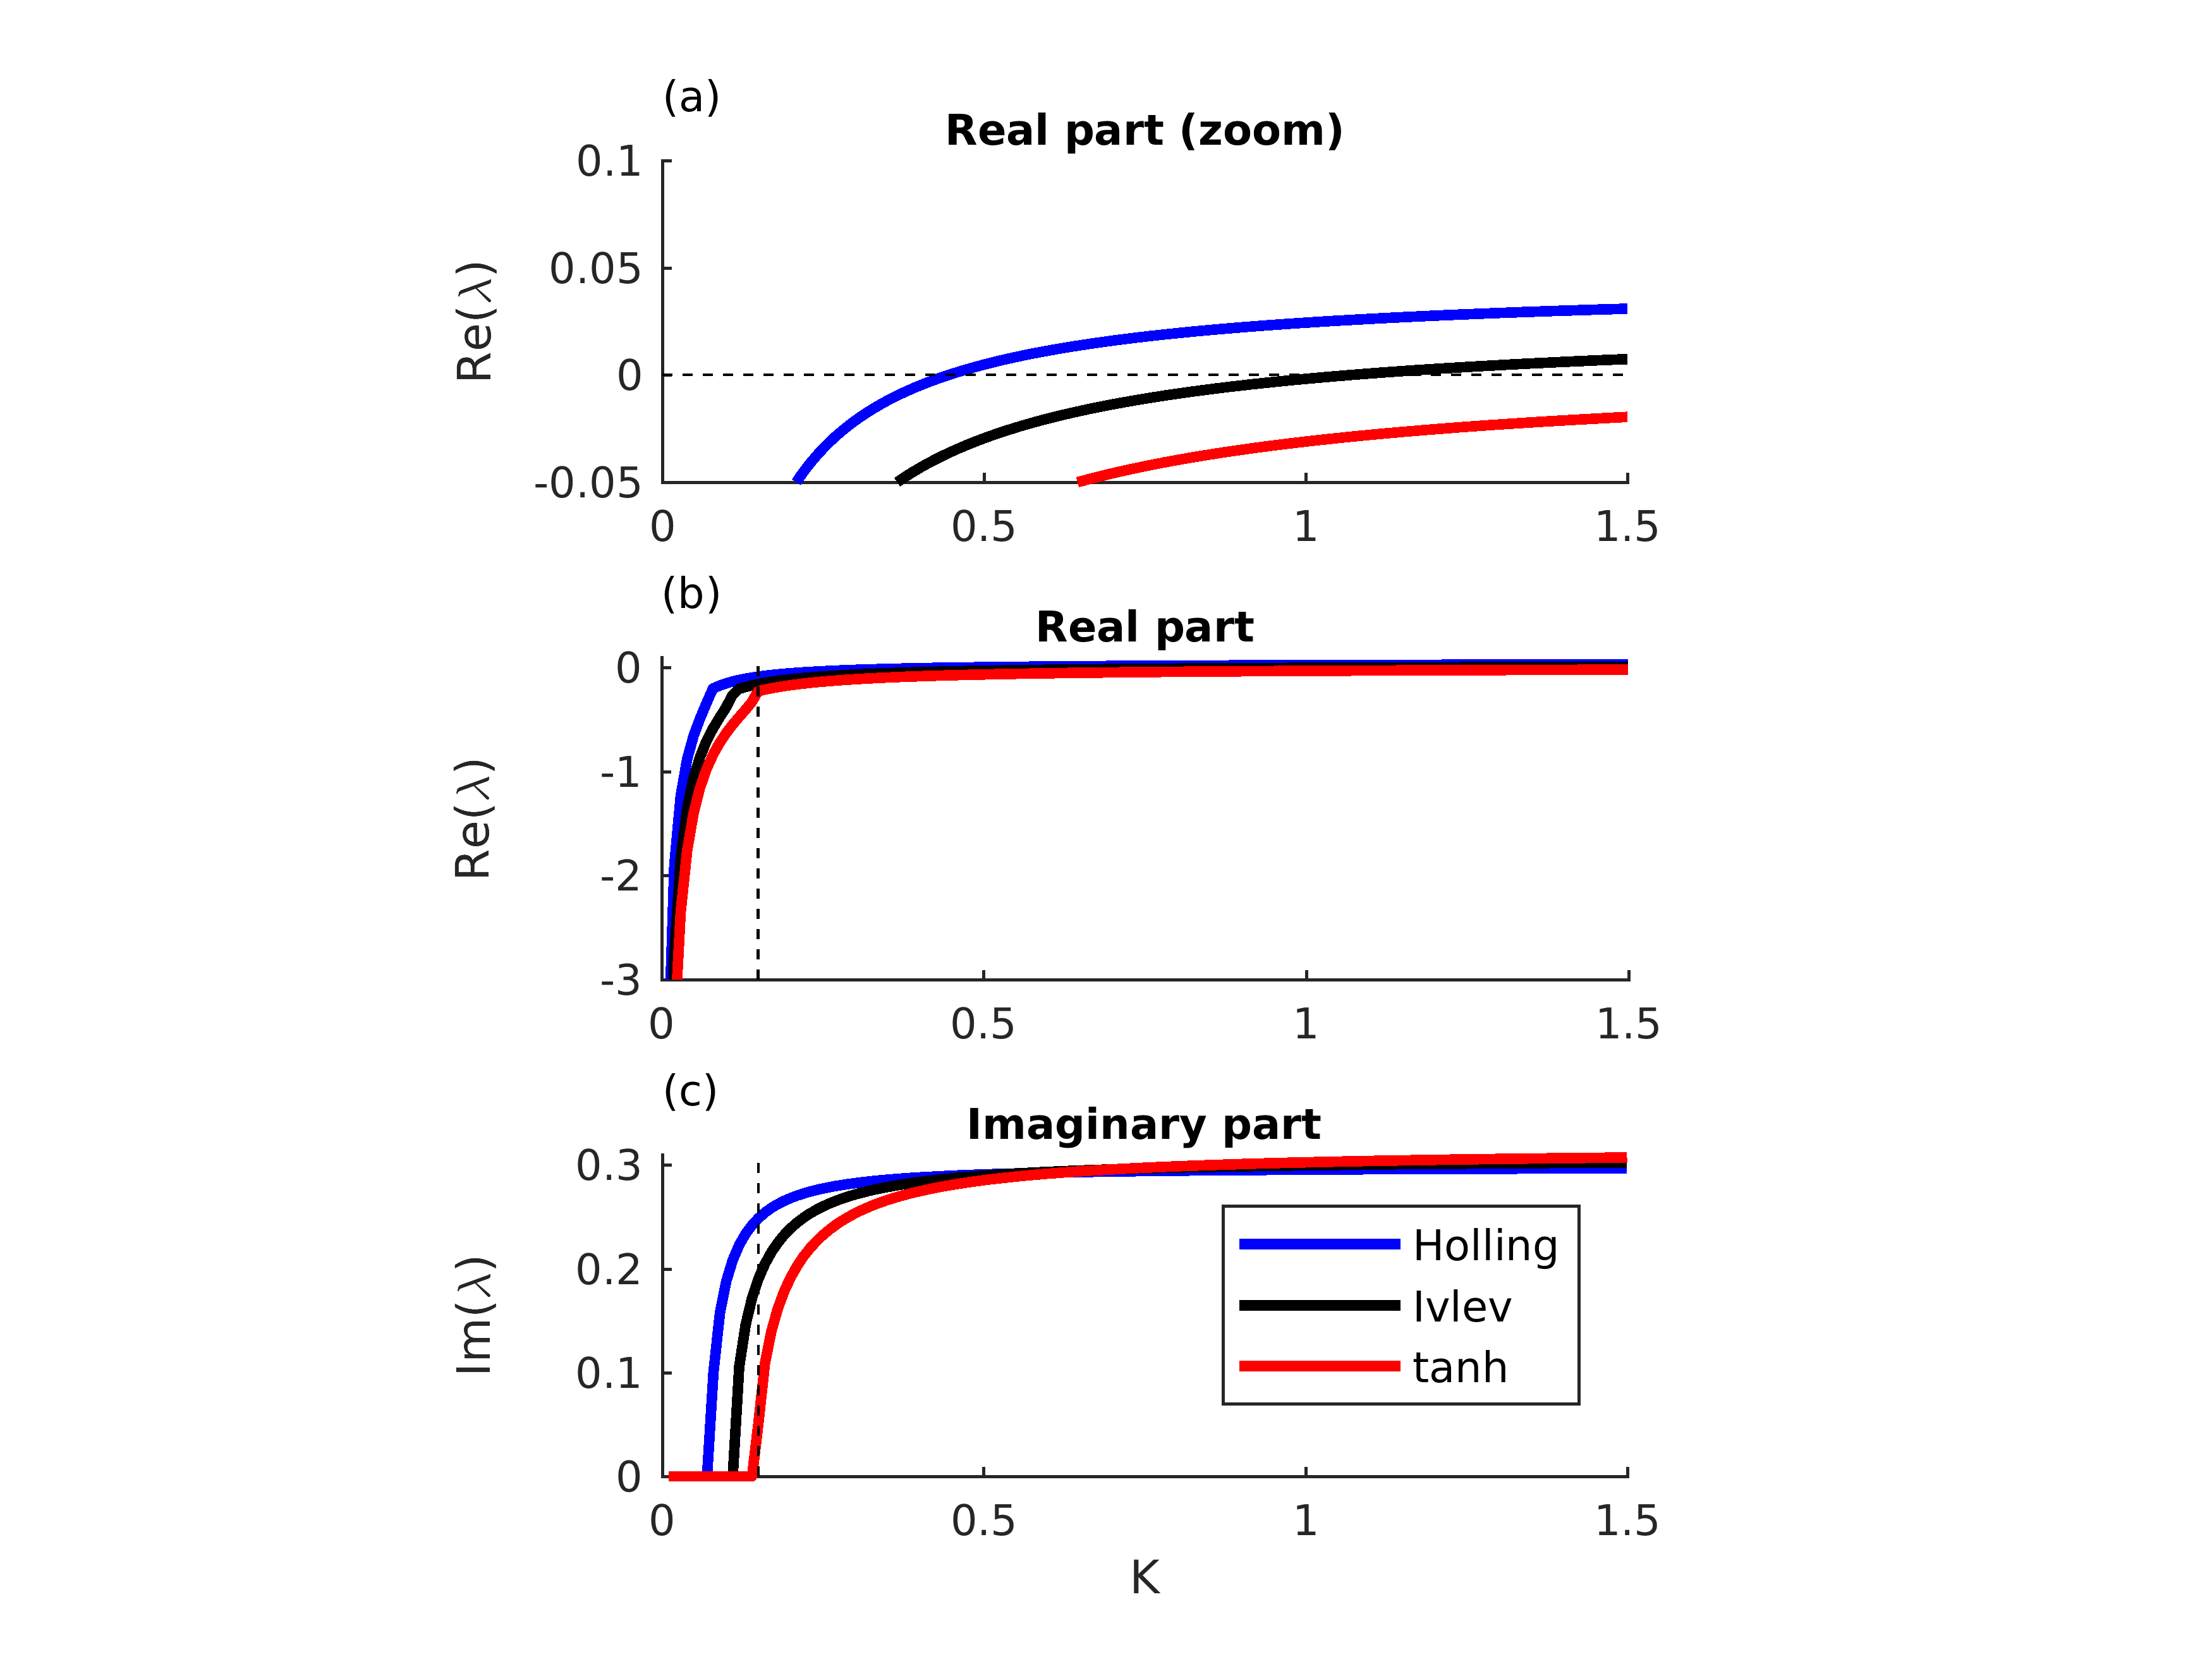 (a)
Real part (zoom)
0.1
0.05
0
-0.05
Re(λ)
0 0.5 1 1.5
(b)
Real part
0
-1
-2
-3
Re(λ)
0 0.5 1 1.5
(c)
Imaginary part
0.3
0.2
0.1
0
Im(λ)
Holling
Ivlev
tanh
0 0.5 1 1.5
K